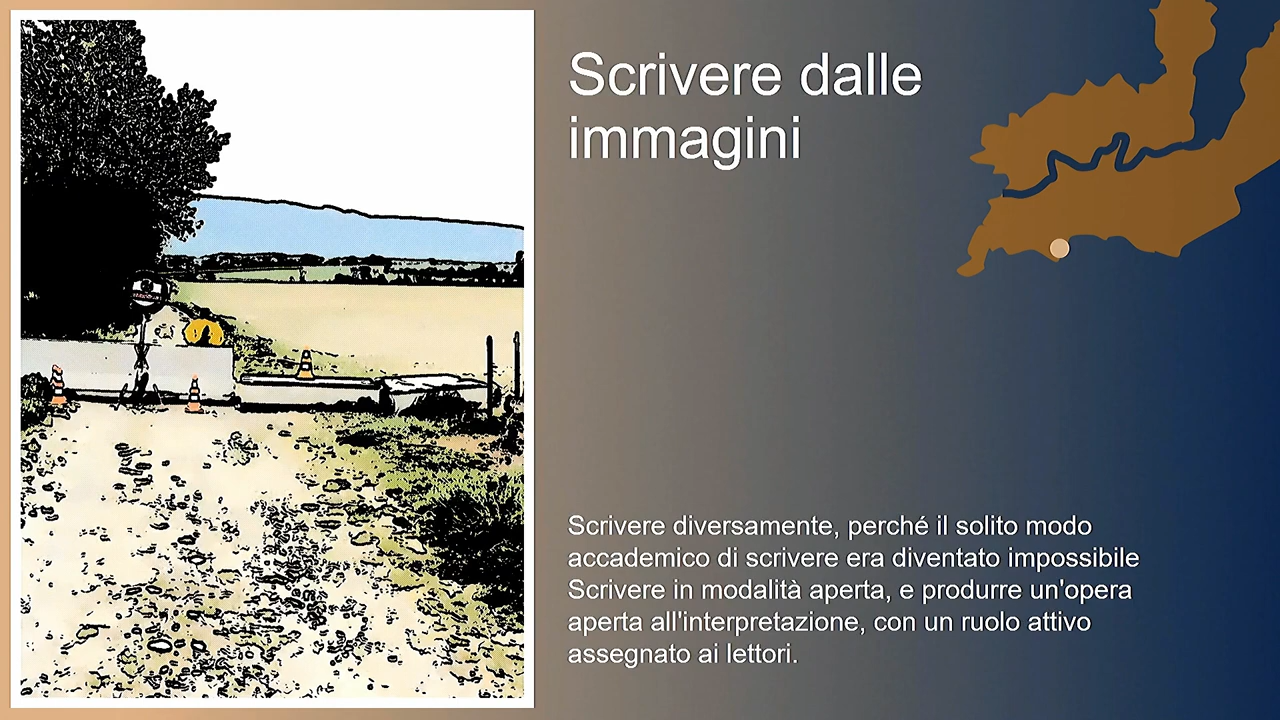 Scrivere dalle
immagini
Scrivere diversamente, perché il solito modo
accademico di scrivere era diventato impossibile
Scrivere in modalità aperta, e produrre un'opera
aperta all'interpretazione, con un ruolo attivo
assegnato ai lettori.